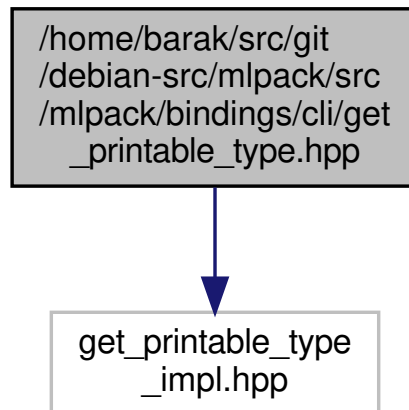 /home/barak/src/git
/debian-src/mlpack/src
/mlpack/bindings/cli/get
_printable_type.hpp
get_printable_type
_impl.hpp